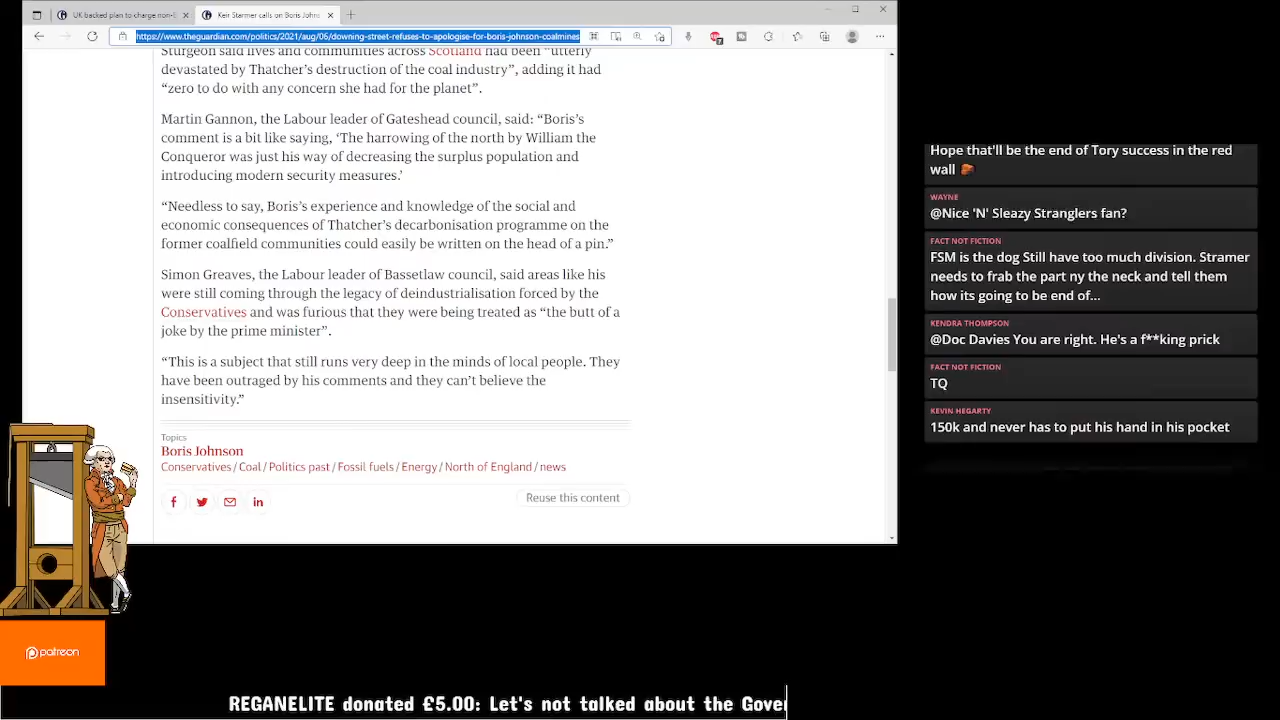 UK backed plan to charge non-E
Keir Starmer calls on Boris Johns
https://www.theguardian.com/politics/2021/aug/06/downing-street-refuses-to-apologise-for-boris-johnson-coalmines
Sturgeon said lives and communities across Scotland had been “utterly
devastated by Thatcher’s destruction of the coal industry”, adding it had
“zero to do with any concern she had for the planet”.
Martin Gannon, the Labour leader of Gateshead council, said: “Boris’s
comment is a bit like saying, ‘The harrowing of the north by William the
Conqueror was just his way of decreasing the surplus population and
introducing modern security measures.’
“Needless to say, Boris’s experience and knowledge of the social and
economic consequences of Thatcher’s decarbonisation programme on the
former coalfield communities could easily be written on the head of a pin.”
Simon Greaves, the Labour leader of Bassetlaw council, said areas like his
were still coming through the legacy of deindustrialisation forced by the
Conservatives and was furious that they were being treated as “the butt of a
joke by the prime minister”.
“This is a subject that still runs very deep in the minds of local people. They
have been outraged by his comments and they can’t believe the
insensitivity.”
Topics
Boris Johnson
Conservatives / Coal / Politics past / Fossil fuels / Energy / North of England / news
Reuse this content
Hope that'll be the end of Tory success in the red
wall
WAYNE
@Nice 'N' Sleazy Stranglers fan?
FACT NOT FICTION
FSM is the dog Still have too much division. Stramer
needs to frab the part ny the neck and tell them
how its going to be end of...
KENDRA THOMPSON
@Doc Davies You are right. He's a f**king prick
FACT NOT FICTION
TQ
KEVIN HEGARTY
150k and never has to put his hand in his pocket
patreon
REGANELITE donated £5.00: Let's not talked about the Gove